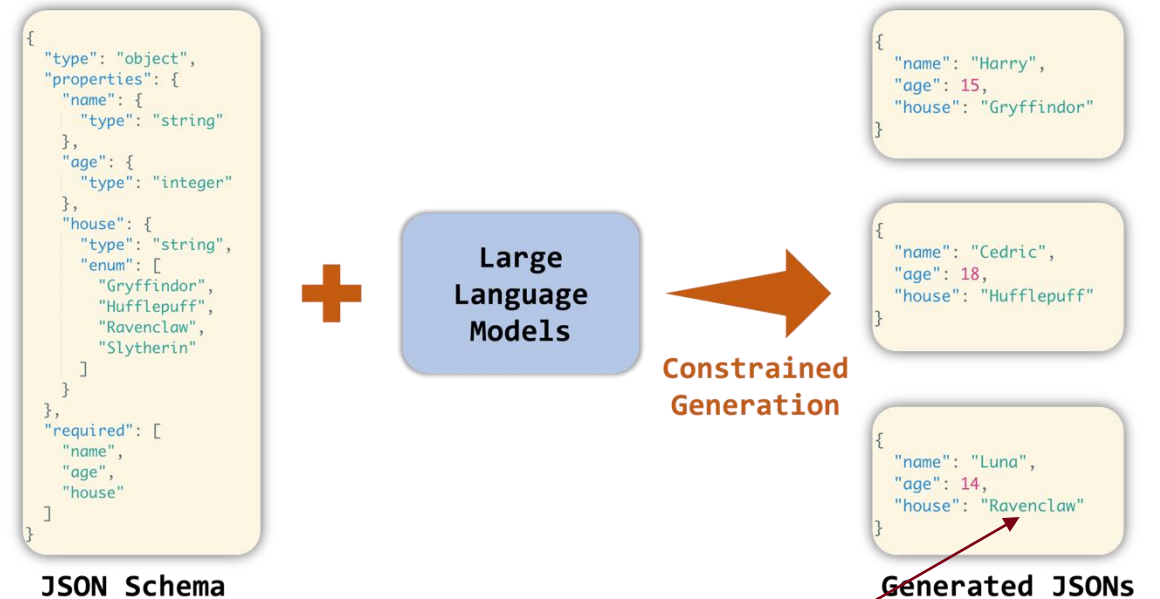 {
"type": "object",
"properties": {
"name": {
"type": "string"
},
"age": {
"type": "integer"
},
"house": {
"type": "string",
"enum": [
"Gryffindor",
"Hufflepuff",
"Ravenclaw",
"Slytherin"
]
}
},
"required": [
"name",
"age",
"house"
]
}
JSON Schema
Large
Language
Models
Constrained
Generation
{
"name": "Harry",
"age": 15,
"house": "Gryffindor"
}
{
"name": "Cedric",
"age": 18,
"house": "Hufflepuff"
}
{
"name": "Luna",
"age": 14,
"house": "Ravenclaw"
}
Generated JSONs